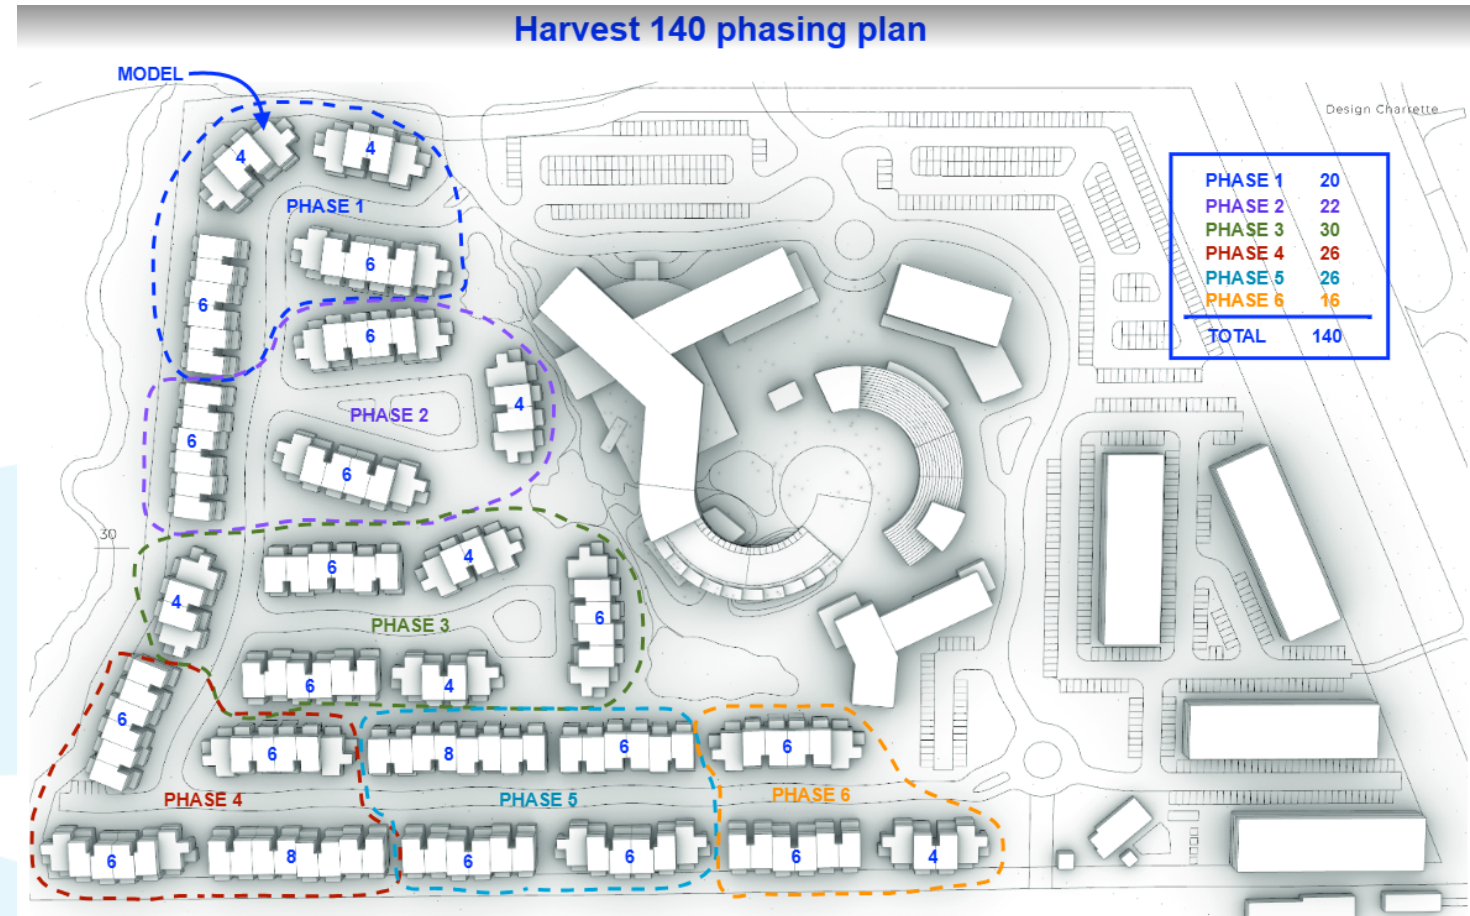 Harvest 140 phasing plan
MODEL
Design Charrette
4
4
PHASE 1
6
6
PHASE 1 20
PHASE 2 22
PHASE 3 30
PHASE 4 26
PHASE 5 26
PHASE 6 16
TOTAL 140
6
4
PHASE 2
6
6
30
6
4
4
6
PHASE 3
6
4
6
6
8
6
6
PHASE 4
PHASE 5
PHASE 6
6
8
6
6
6
4